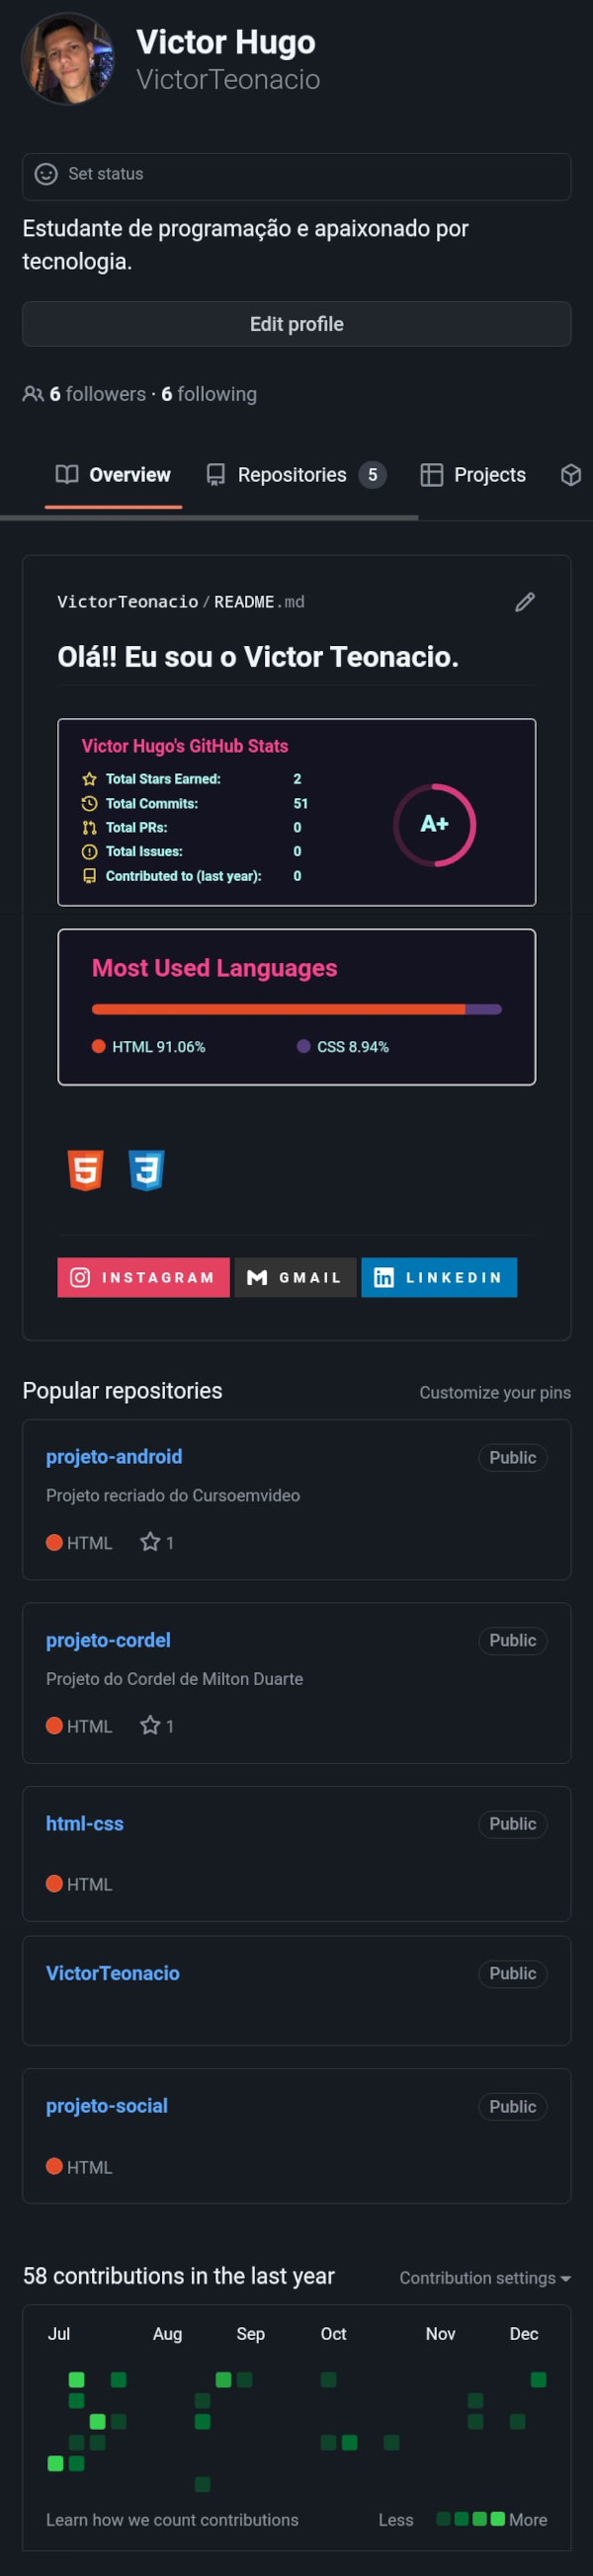 Victor Hugo
VictorTeonacio
Set status
Estudante de programação e apaixonado por
tecnologia.
Edit profile
6 followers · 6 following
Overview Repositories 5 Projects
VictorTeonacio/README.md
Olá!! Eu sou o Victor Teonacio.
Victor Hugo's GitHub Stats
Total Stars Earned: 2
Total Commits: 51
Total PRs: 0
Total Issues: 0
Contributed to (last year): 0
A+
Most Used Languages
HTML 91.06% CSS 8.94%
5 3
INSTAGRAM GMAIL LINKEDIN
Popular repositories Customize your pins
projeto-android Public
Projeto recriado do Cursoemvideo
HTML 1
projeto-cordel Public
Projeto do Cordel de Milton Duarte
HTML 1
html-css Public
HTML
VictorTeonacio Public
projeto-social Public
HTML
58 contributions in the last year Contribution settings
Jul Aug Sep Oct Nov Dec
Learn how we count contributions Less More